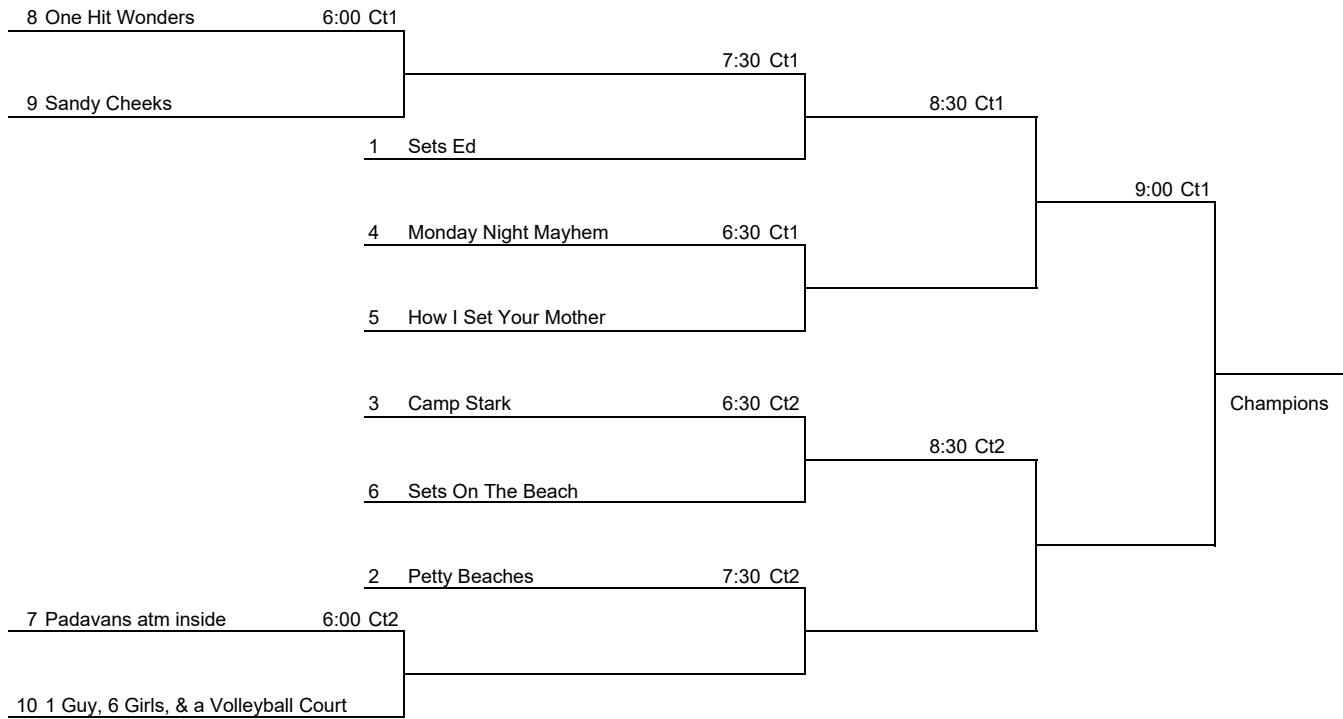 8 One Hit Wonders 6:00 Ct1
7:30 Ct1
9 Sandy Cheeks 8:30 Ct1
1 Sets Ed
9:00 Ct1
4 Monday Night Mayhem 6:30 Ct1
5 How I Set Your Mother
3 Camp Stark 6:30 Ct2 Champions
8:30 Ct2
6 Sets On The Beach
2 Petty Beaches 7:30 Ct2
7 Padavans atm inside 6:00 Ct2
10 1 Guy, 6 Girls, & a Volleyball Court